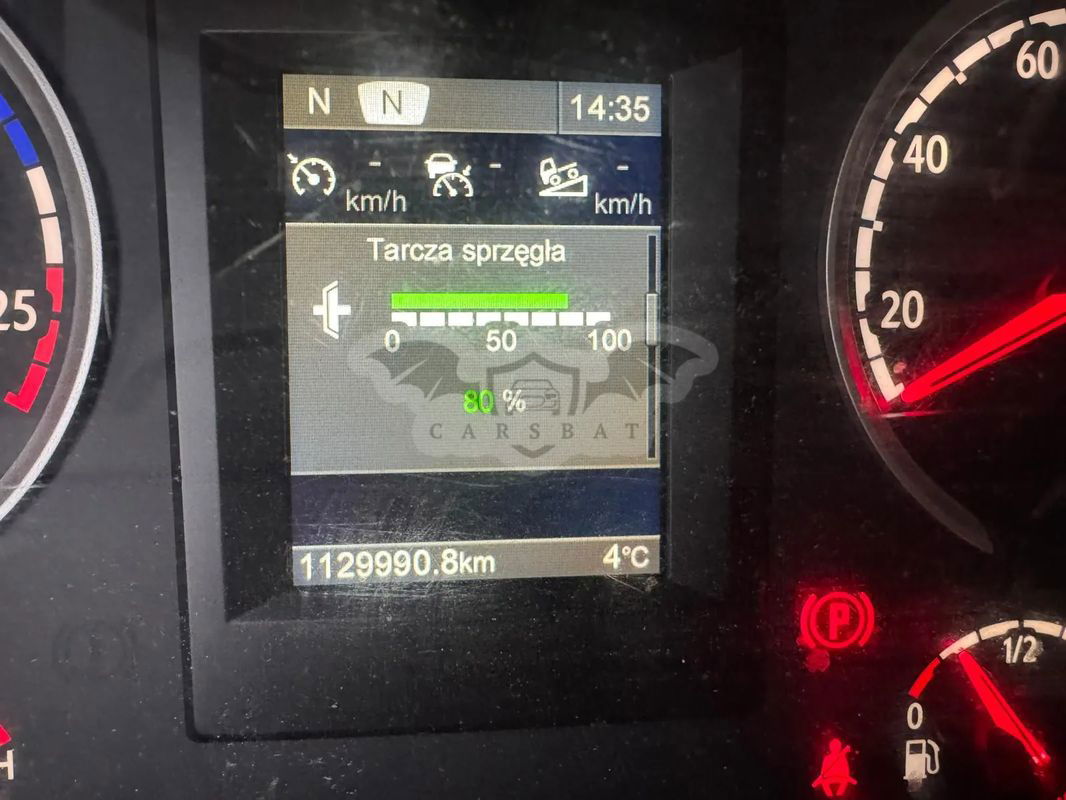 N N 14:35
- - -
km/h km/h
Tarcza sprzęgła
0 50 100
80 %
CARSBAT
1129990.8km 4°C
25
60
40
20
P
1/2
0
H